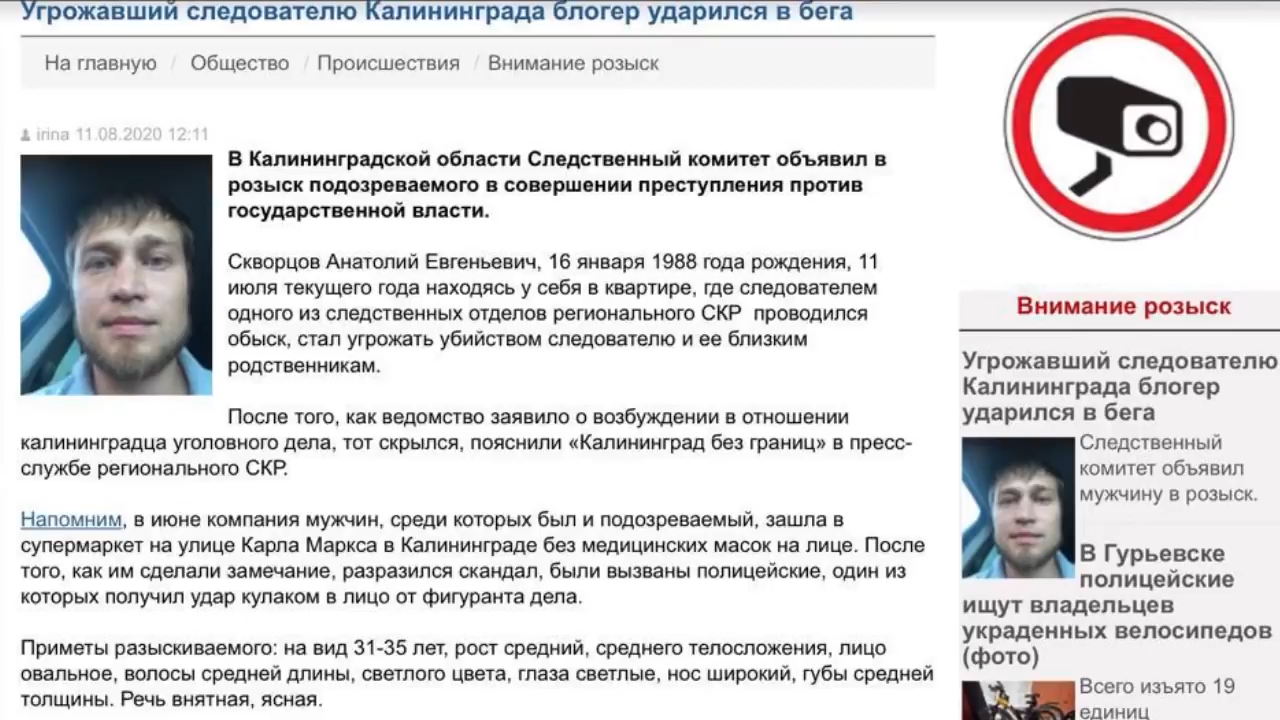 Угрожавший следователю Калининграда блогер ударился в бега
На главную / Общество / Происшествия / Внимание розыск
irina 11.08.2020 12:11
В Калининградской области Следственный комитет объявил в
розыск подозреваемого в совершении преступления против
государственной власти.
Скворцов Анатолий Евгеньевич, 16 января 1988 года рождения, 11
июля текущего года находясь у себя в квартире, где следователем
одного из следственных отделов регионального СКР проводился
обыск, стал угрожать убийством следователю и ее близким
родственникам.
После того, как ведомство заявило о возбуждении в отношении
калининградца уголовного дела, тот скрылся, пояснили «Калининград без границ» в пресс-
службе регионального СКР.
Напомним, в июне компания мужчин, среди которых был и подозреваемый, зашла в
супермаркет на улице Карла Маркса в Калининграде без медицинских масок на лице. После
того, как им сделали замечание, разразился скандал, были вызваны полицейские, один из
которых получил удар кулаком в лицо от фигуранта дела.
Приметы разыскиваемого: на вид 31-35 лет, рост средний, среднего телосложения, лицо
овальное, волосы средней длины, светлого цвета, глаза светлые, нос широкий, губы средней
толщины. Речь внятная, ясная.
Внимание розыск
Угрожавший следователю
Калининграда блогер
ударился в бега
Следственный
комитет объявил
мужчину в розыск.
В Гурьевске
полицейские
ищут владельцев
украденных велосипедов
(фото)
Всего изъято 19
единиц